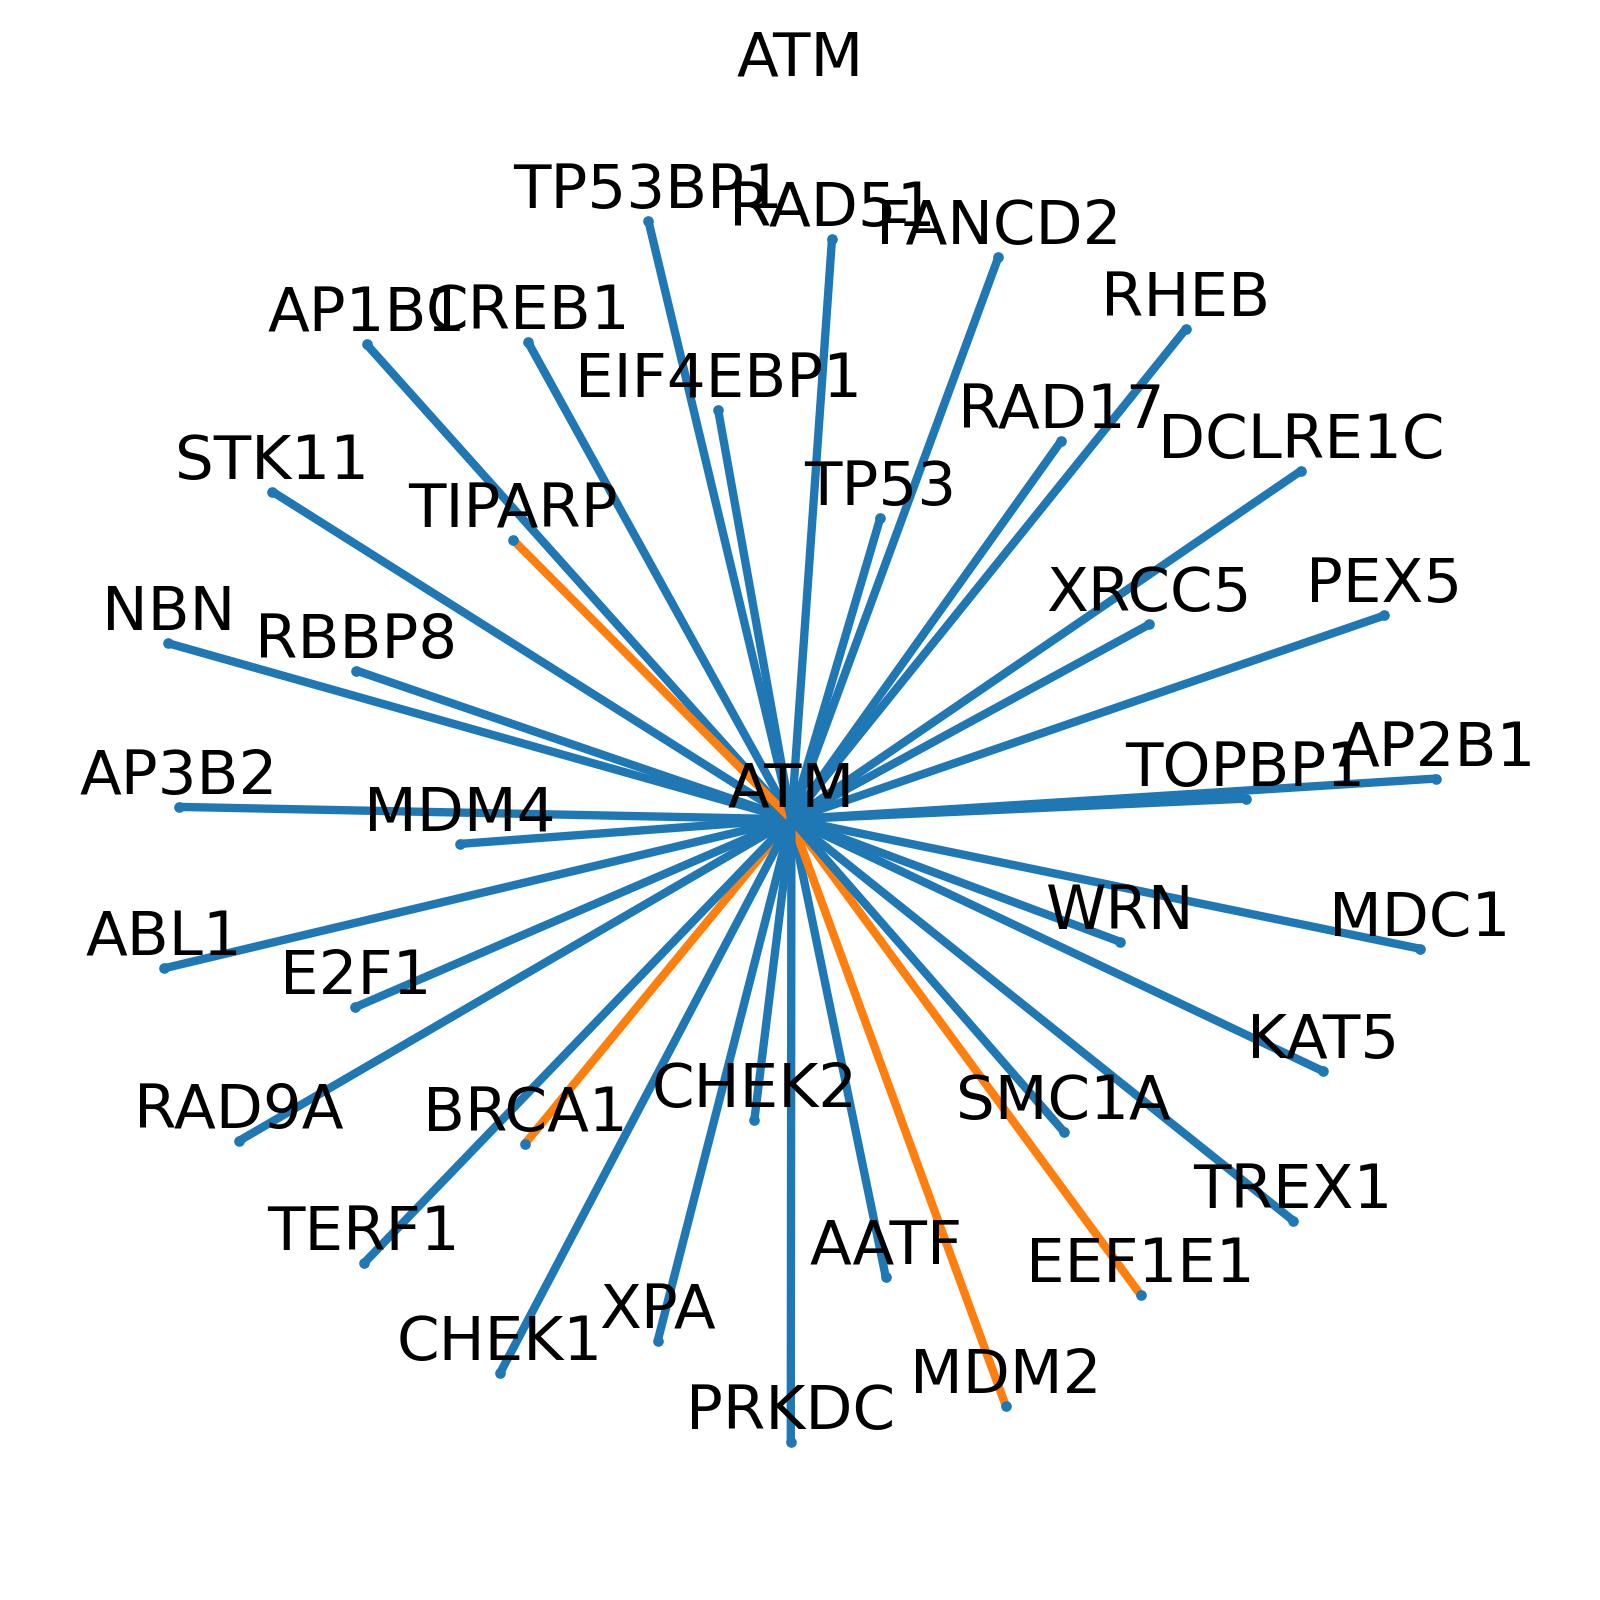 ATM
TP53BP1
RAD51
FANCD2
RHEB
AP1B1
CREB1
EIF4EBP1
RAD17
DCLRE1C
STK11
TIPARP
TP53
XRCC5
PEX5
NBN
RBBP8
AP3B2
MDM4
ATM
TOPBP1
AP2B1
ABL1
E2F1
WRN
MDC1
KAT5
RAD9A
BRCA1
CHEK2
SMC1A
TREX1
TERF1
AATF
EEF1E1
CHEK1
XPA
MDM2
PRKDC